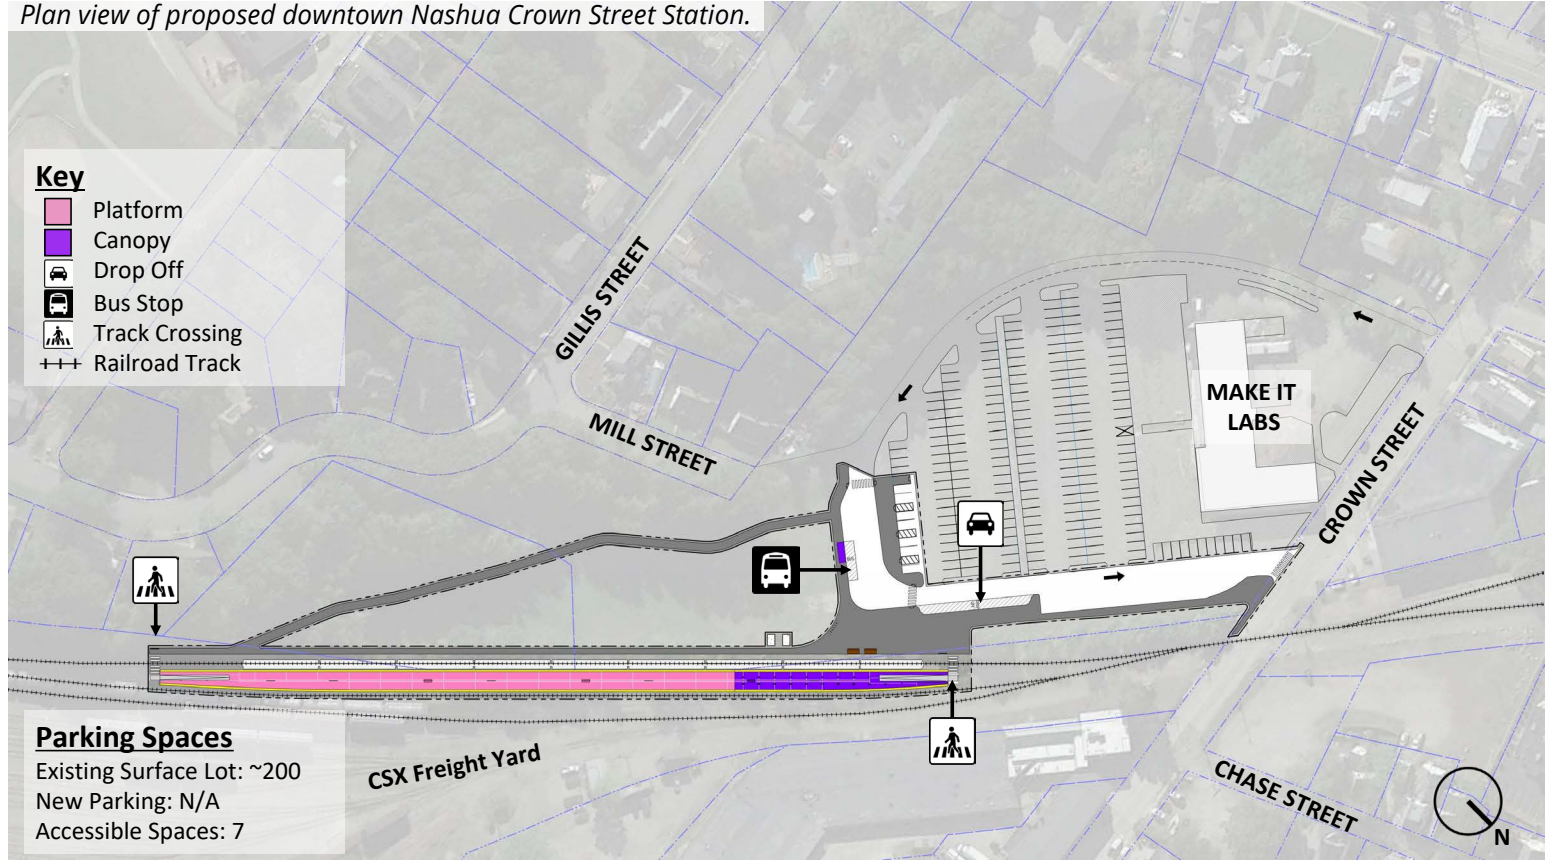 Plan view of proposed downtown Nashua Crown Street Station.
Key
Platform
Canopy
Drop Off
Bus Stop
Track Crossing
Railroad Track
GILLIS STREET
MILL STREET
MAKE IT
LABS
CROWN STREET
CSX Freight Yard
CHASE STREET
Parking Spaces
Existing Surface Lot: ~200
New Parking: N/A
Accessible Spaces: 7
N